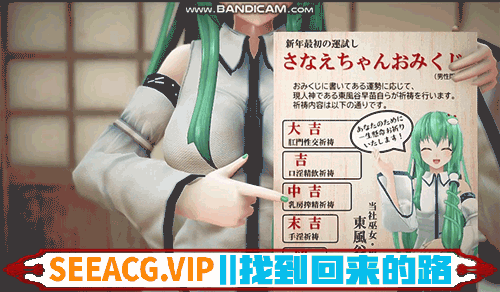 www.BANDICAM.com
新年最初の運試し
さなえちゃんおみくじ
おみくじに書いてある運勢に応じて、
現人神である東風谷早苗自らが祈祷を行います。
祈祷内容は以下の通りです。
大吉
肛門性交祈祷
吉
口淫精飲祈祷
中吉
乳房搾精祈祷
末吉
手淫祈祷
あなたのために
一生懸命お祈り
いたします！
当社巫女・
東風谷
SEEACG.VIP||找到回来的路